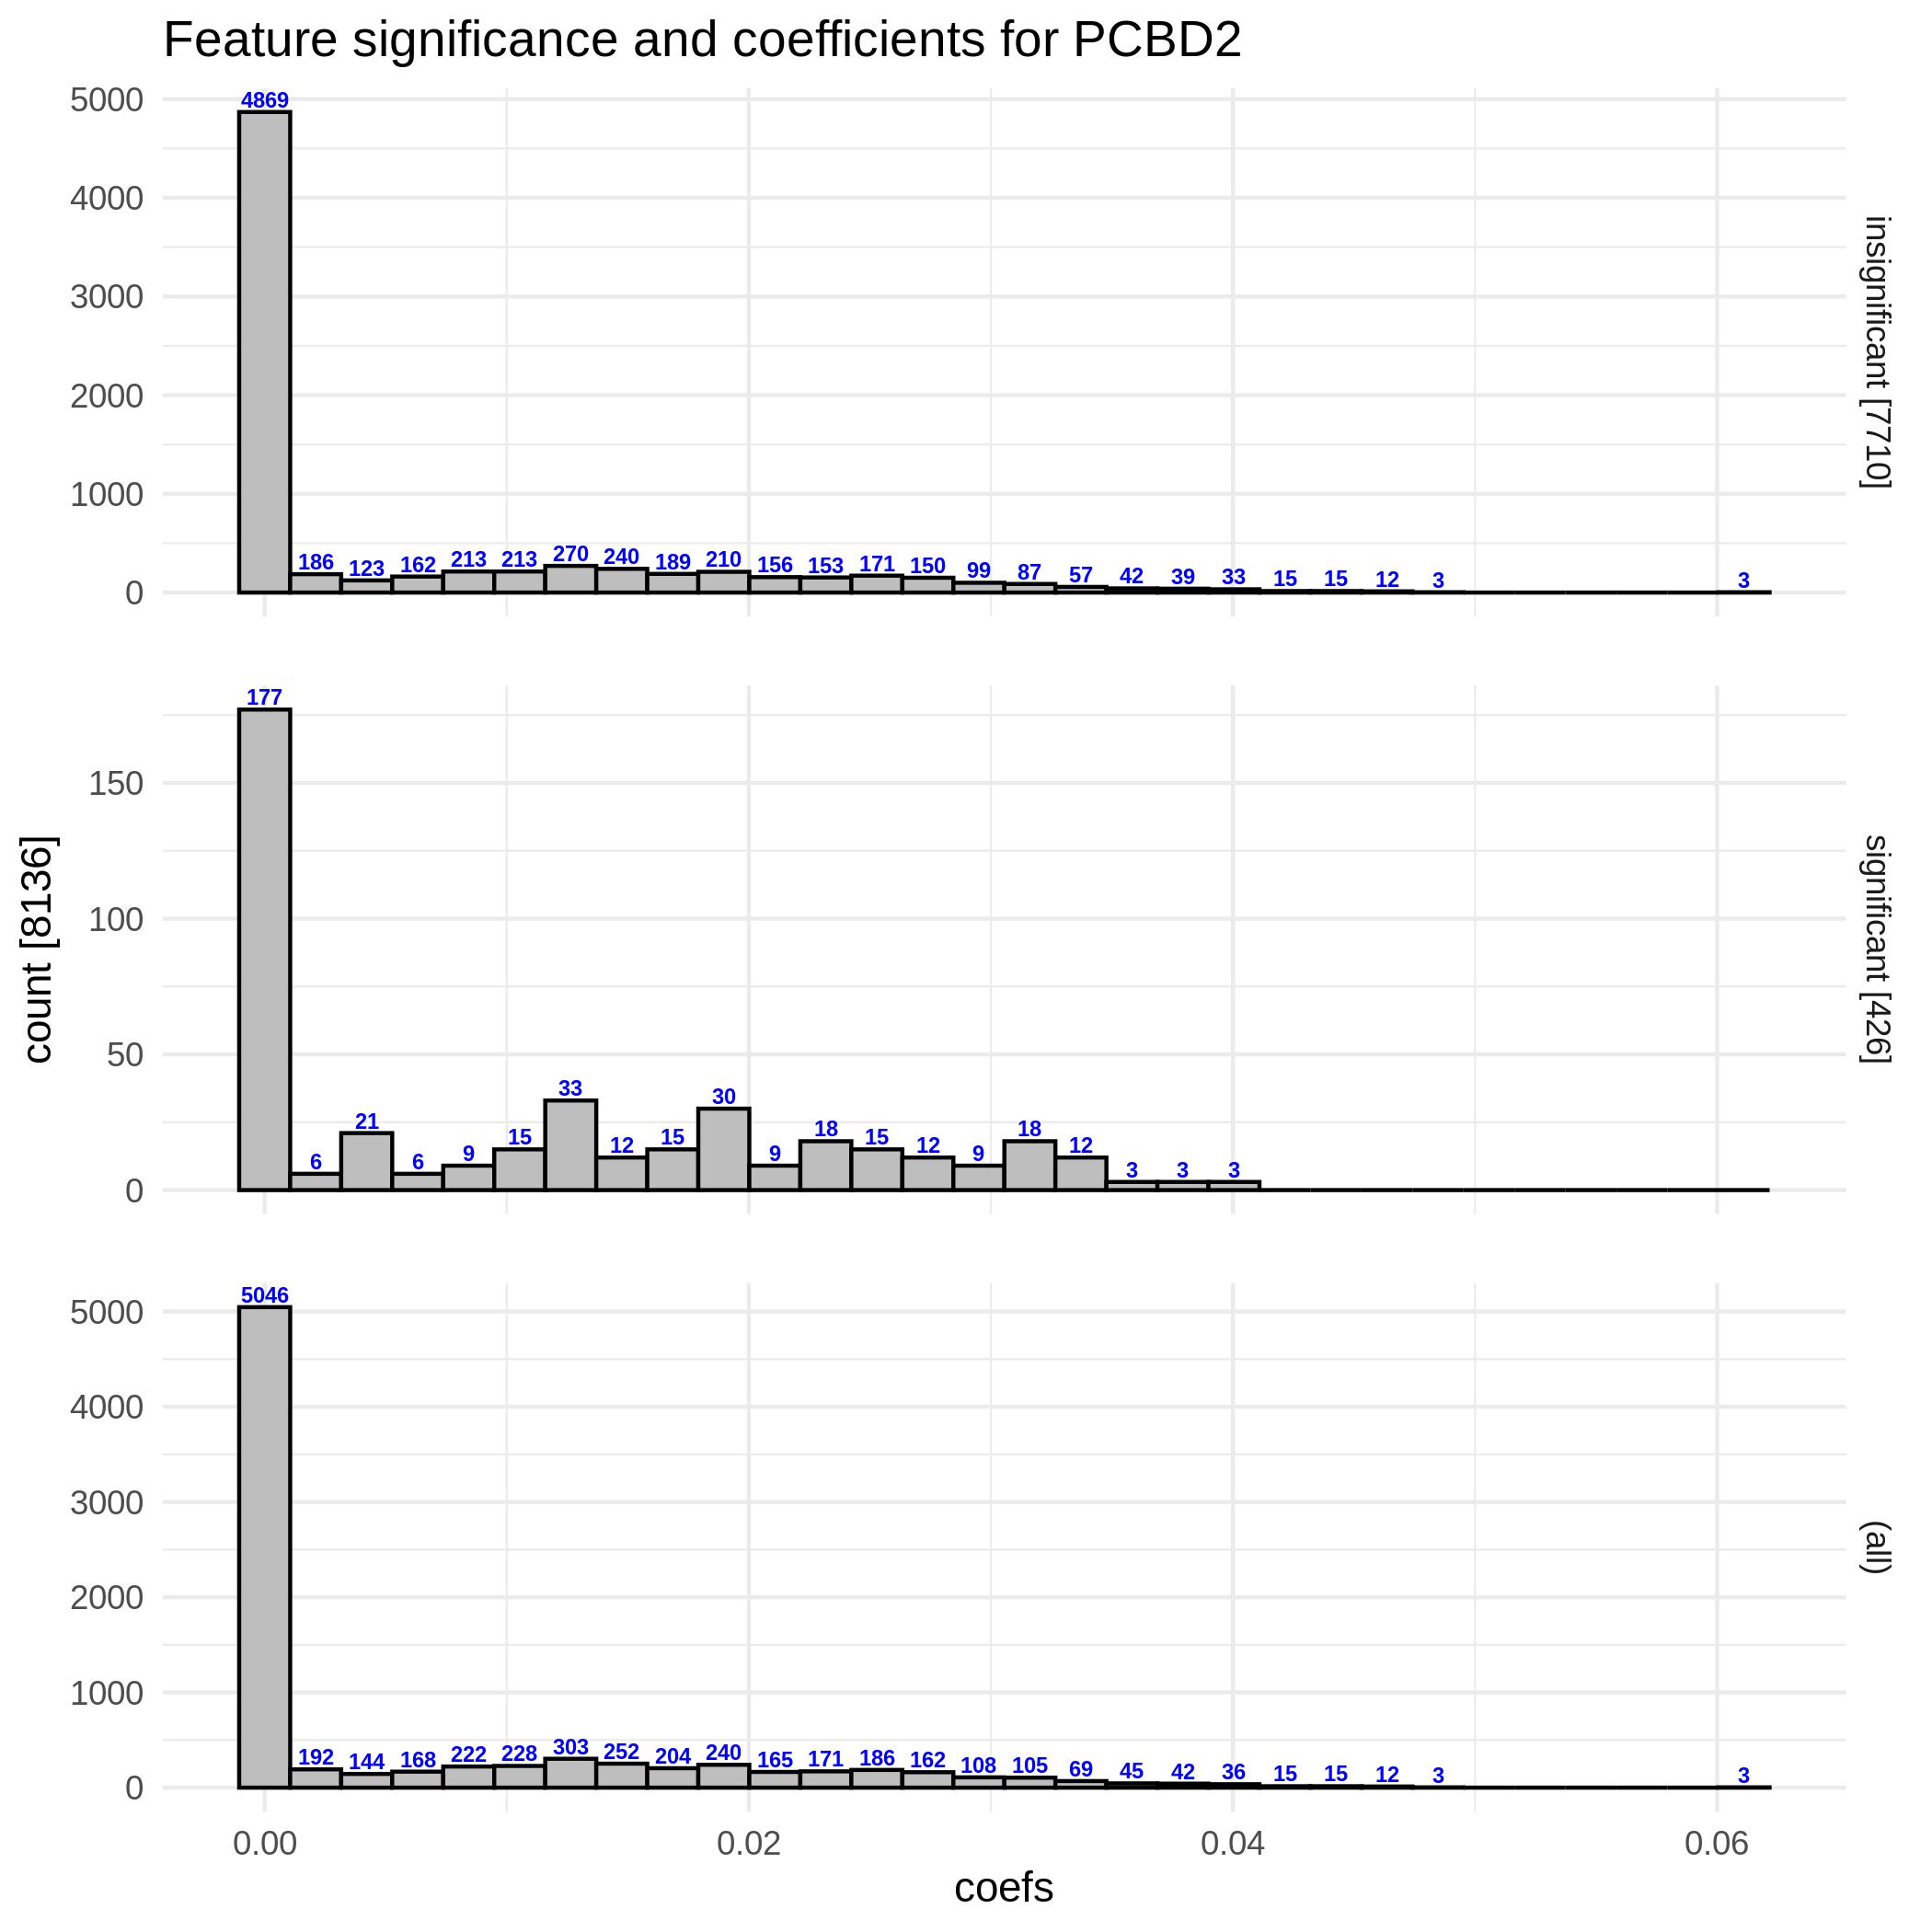 Feature significance and coefficients for PCBD2
5000
4000
3000
2000
1000
0
4869
186 123 162 213 213 270 240 189 210 156 153 171 150 99 87 57 42 39 33 15 15 12 3 3
insignificant [7710]
count [8136]
150
100
50
0
177
6 21 6 9 15 33 12 15 30 9 18 15 12 9 18 12 3 3 3
significant [426]
5000
4000
3000
2000
1000
0
5046
192 144 168 222 228 303 252 204 240 165 171 186 162 108 105 69 45 42 36 15 15 12 3 3
(all)
0.00 0.02 0.04 0.06
coefs